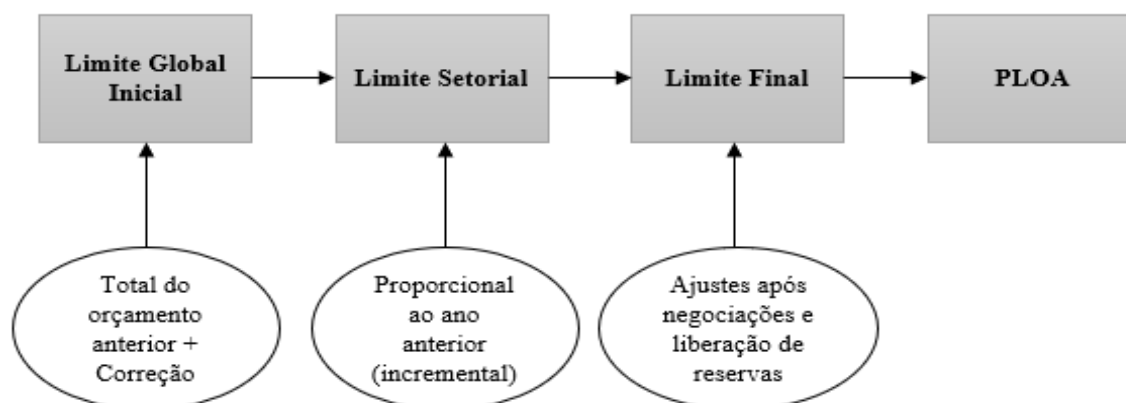 Limite Global
Inicial
Limite Setorial
Limite Final
PLOA
Total do
orçamento
anterior +
Correção
Proporcional
ao ano
anterior
(incremental)
Ajustes após
negociações e
liberação de
reservas